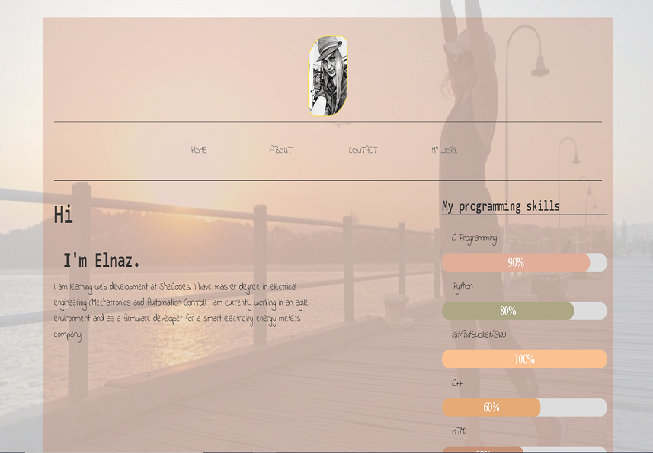 HOME ABOUT CONTACT MY WORK
Hi
I'm Elnaz.
I am learning web development at SheCodes. I have master degree in electrical
engineering (Mechatronics and Automation Control). I am currently working in an agile
environment and as a firmware developer for a smart electricity energy meters
company.
My programming skills
C Programming
90%
Python
80%
100%
C++
60%
HTML